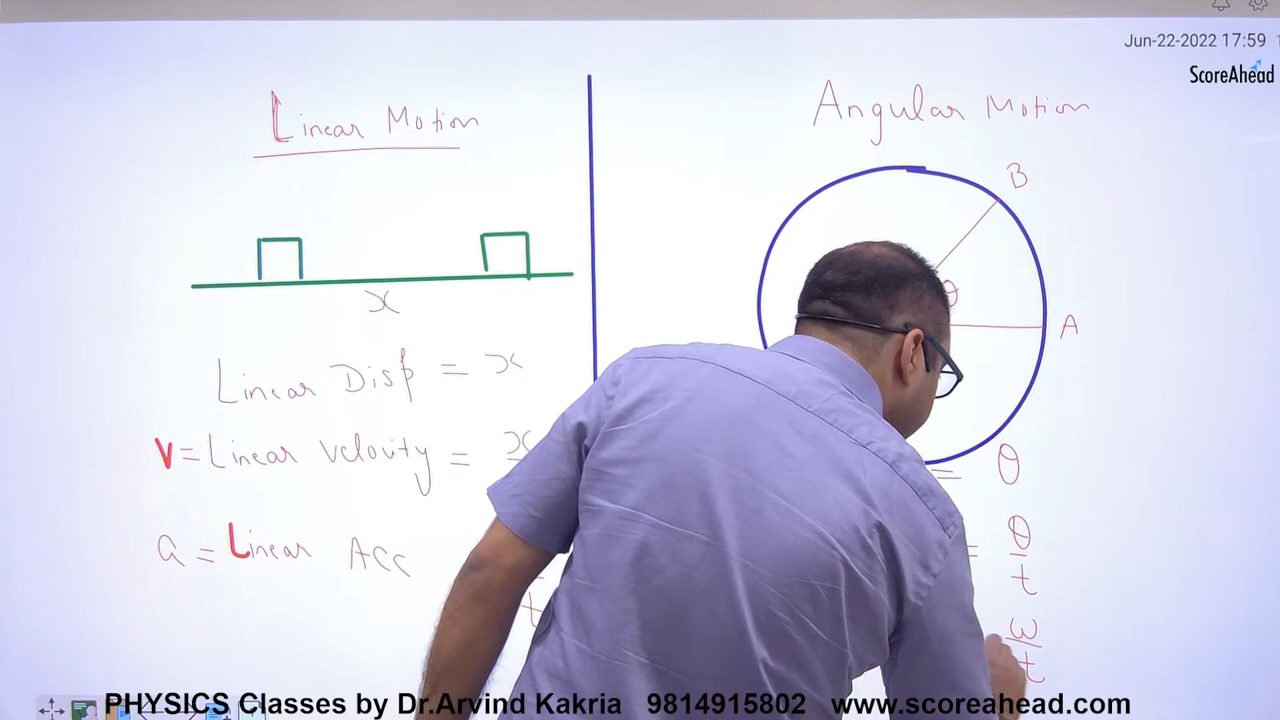 Jun-22-2022 17:59
ScoreAhead
Linear Motion
x
Linear Disp = x
V = Linear Velocity = x
a = Linear Acc
t
Angular Motion
B
θ
A
= θ
= θ/t
ω/t
PHYSICS Classes by Dr.Arvind Kakria 9814915802 www.scoreahead.com